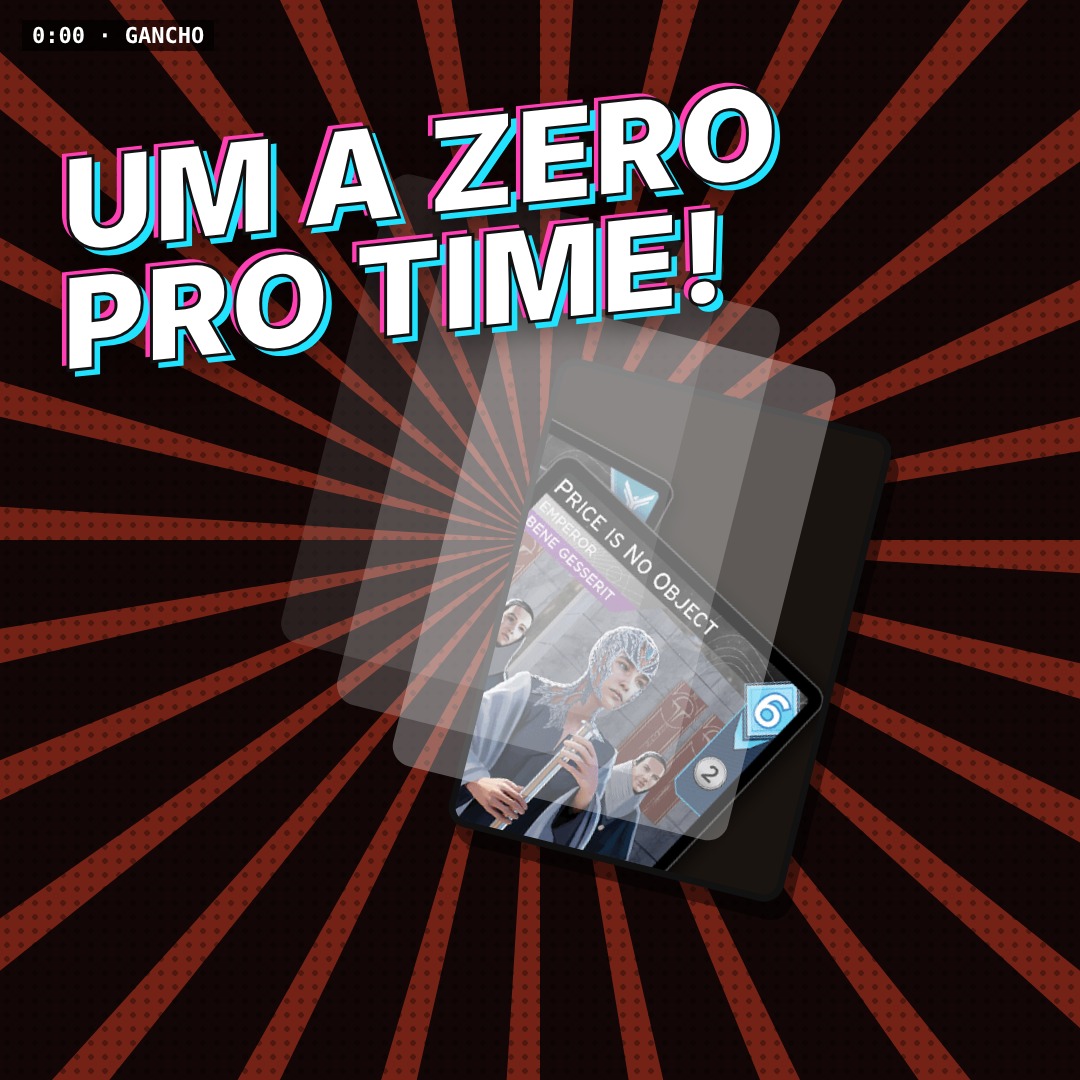 0:00 · GANCHO
UM A ZERO
PRO TIME!
PRICE IS NO OBJECT
EMPEROR
BENE GESSERIT
6
2